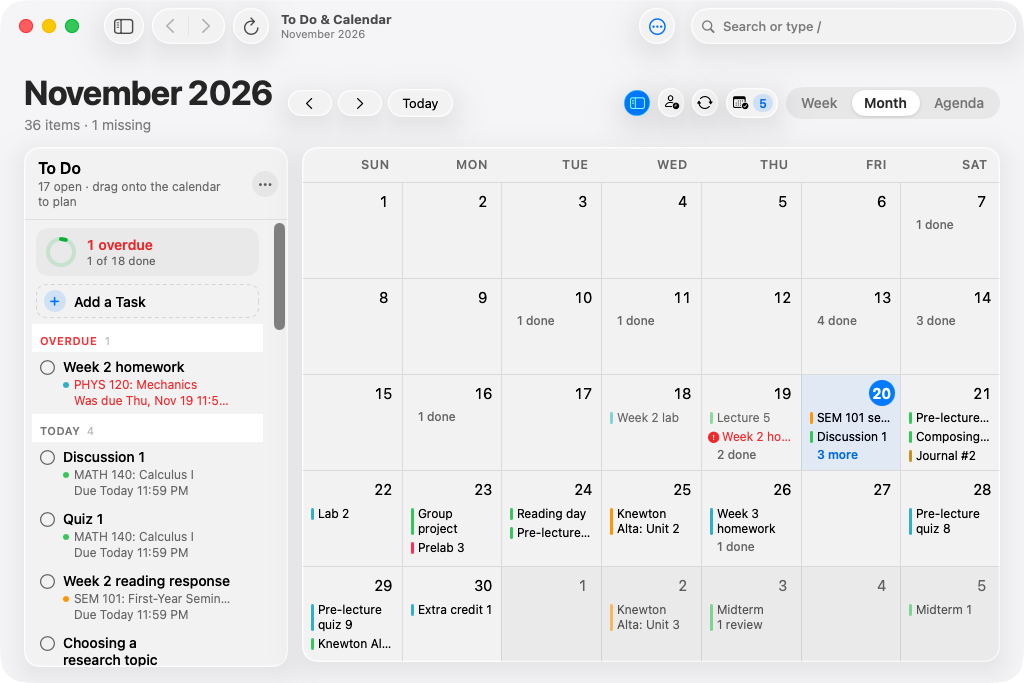 To Do & Calendar
November 2026
Search or type /
November 2026
36 items · 1 missing
Today
5
Week
Month
Agenda
To Do
17 open · drag onto the calendar
to plan
1 overdue
1 of 18 done
Add a Task
OVERDUE 1
Week 2 homework
PHYS 120: Mechanics
Was due Thu, Nov 19 11:5...
TODAY 4
Discussion 1
MATH 140: Calculus I
Due Today 11:59 PM
Quiz 1
MATH 140: Calculus I
Due Today 11:59 PM
Week 2 reading response
SEM 101: First-Year Semin...
Due Today 11:59 PM
Choosing a
research topic
SUN MON TUE WED THU FRI SAT
1 2 3 4 5 6 7
1 done
8 9 10 11 12 13 14
1 done
1 done
4 done
3 done
15 16 17 18 19 20 21
1 done
Week 2 lab
Lecture 5
Week 2 ho...
2 done
SEM 101 se...
Discussion 1
3 more
Pre-lecture...
Composing...
Journal #2
22 23 24 25 26 27 28
Lab 2
Group
project
Prelab 3
Reading day
Pre-lecture...
Knewton
Alta: Unit 2
Week 3
homework
1 done
Pre-lecture
quiz 8
29 30 1 2 3 4 5
Pre-lecture
quiz 9
Knewton Al...
Extra credit 1
Knewton
Alta: Unit 3
Midterm
1 review
Midterm 1